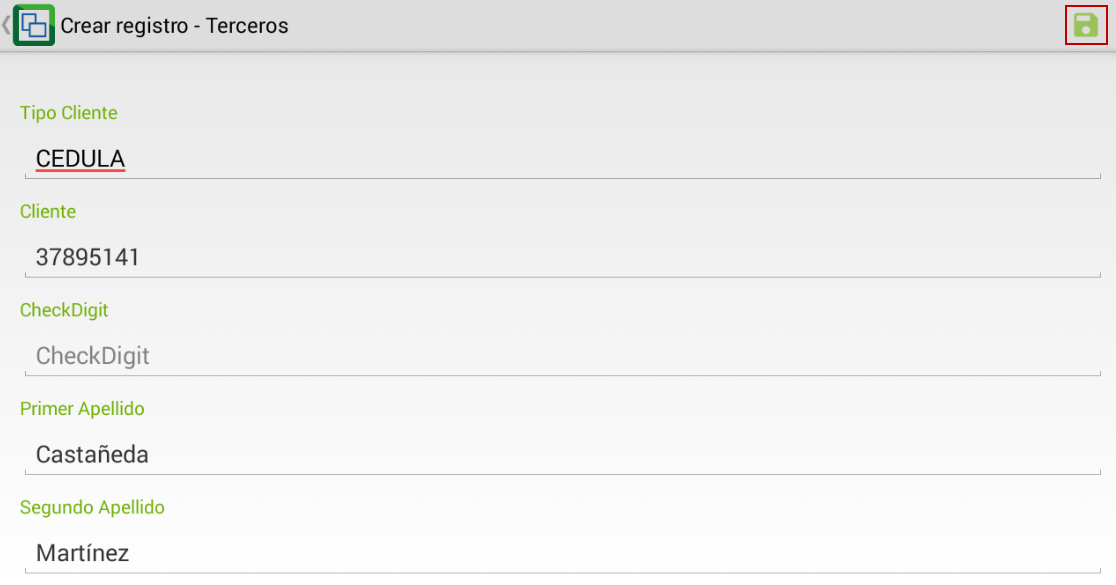 Crear registro - Terceros
Tipo Cliente
CEDULA
Cliente
37895141
CheckDigit
CheckDigit
Primer Apellido
Castañeda
Segundo Apellido
Martínez